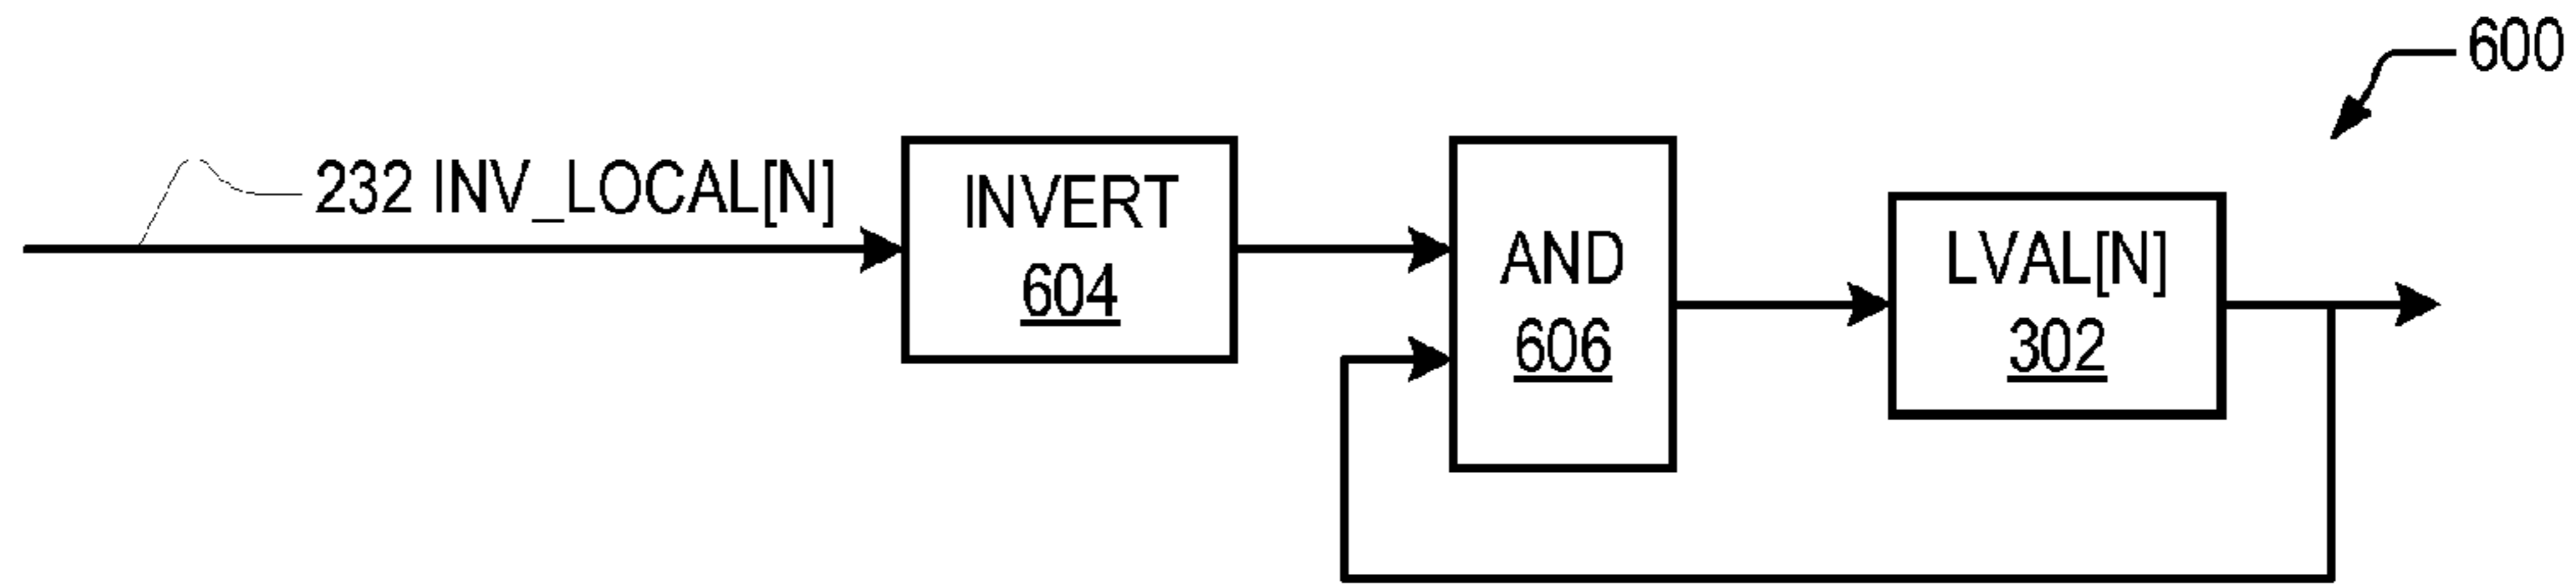 600
232 INV_LOCAL[N]
INVERT
604
AND
606
LVAL[N]
302